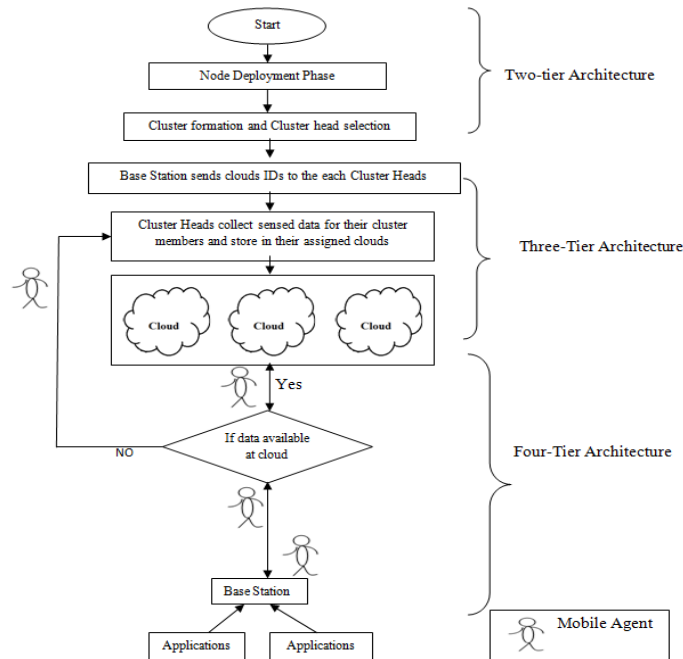 Start
Node Deployment Phase
Two-tier Architecture
Cluster formation and Cluster head selection
Base Station sends clouds IDs to the each Cluster Heads
Cluster Heads collect sensed data for their cluster
members and store in their assigned clouds
Three-Tier Architecture
Cloud
Cloud
Cloud
Yes
If data available
at cloud
NO
Four-Tier Architecture
Base Station
Applications
Applications
Mobile Agent